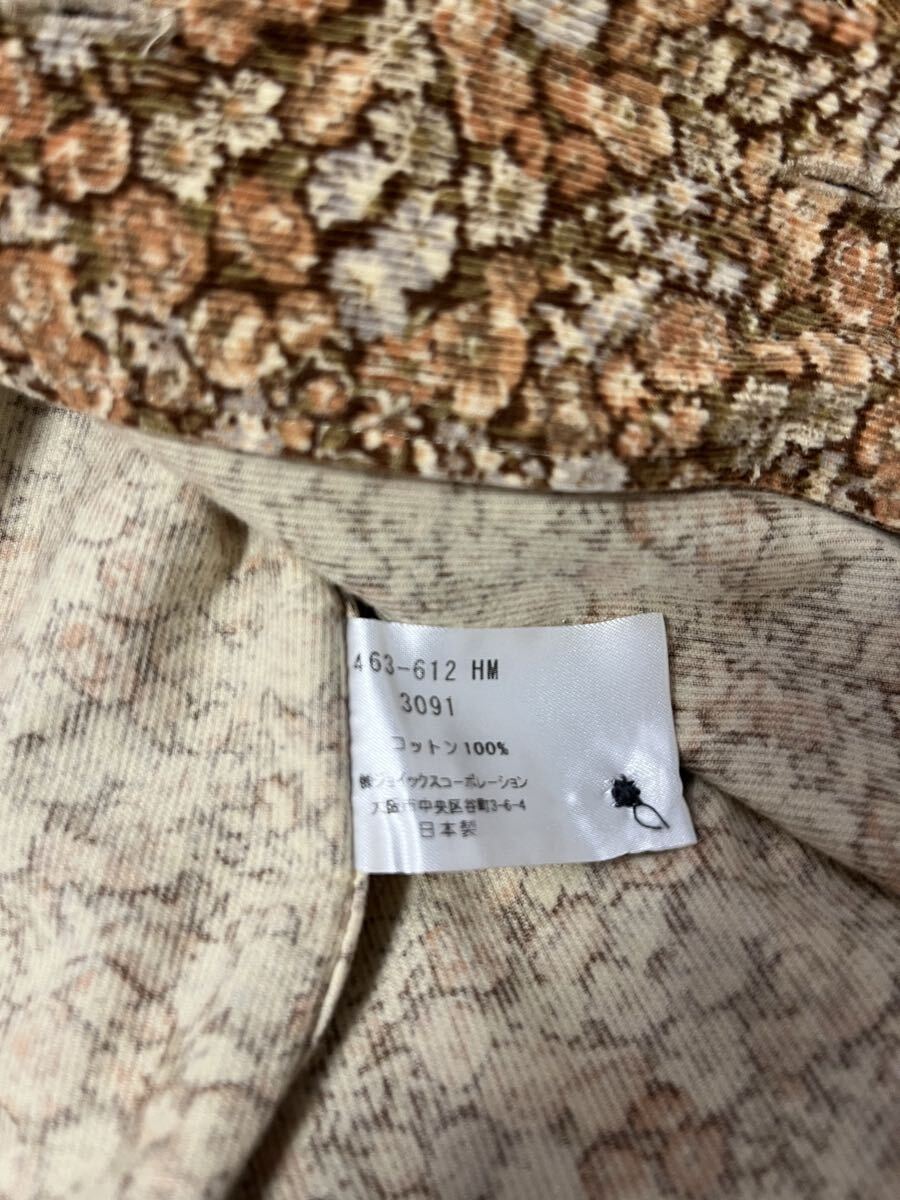 463-612 HM
3091
コットン100%
㈱ジョイックスコーポレーション
大阪市中央区谷町3-6-4
日本製